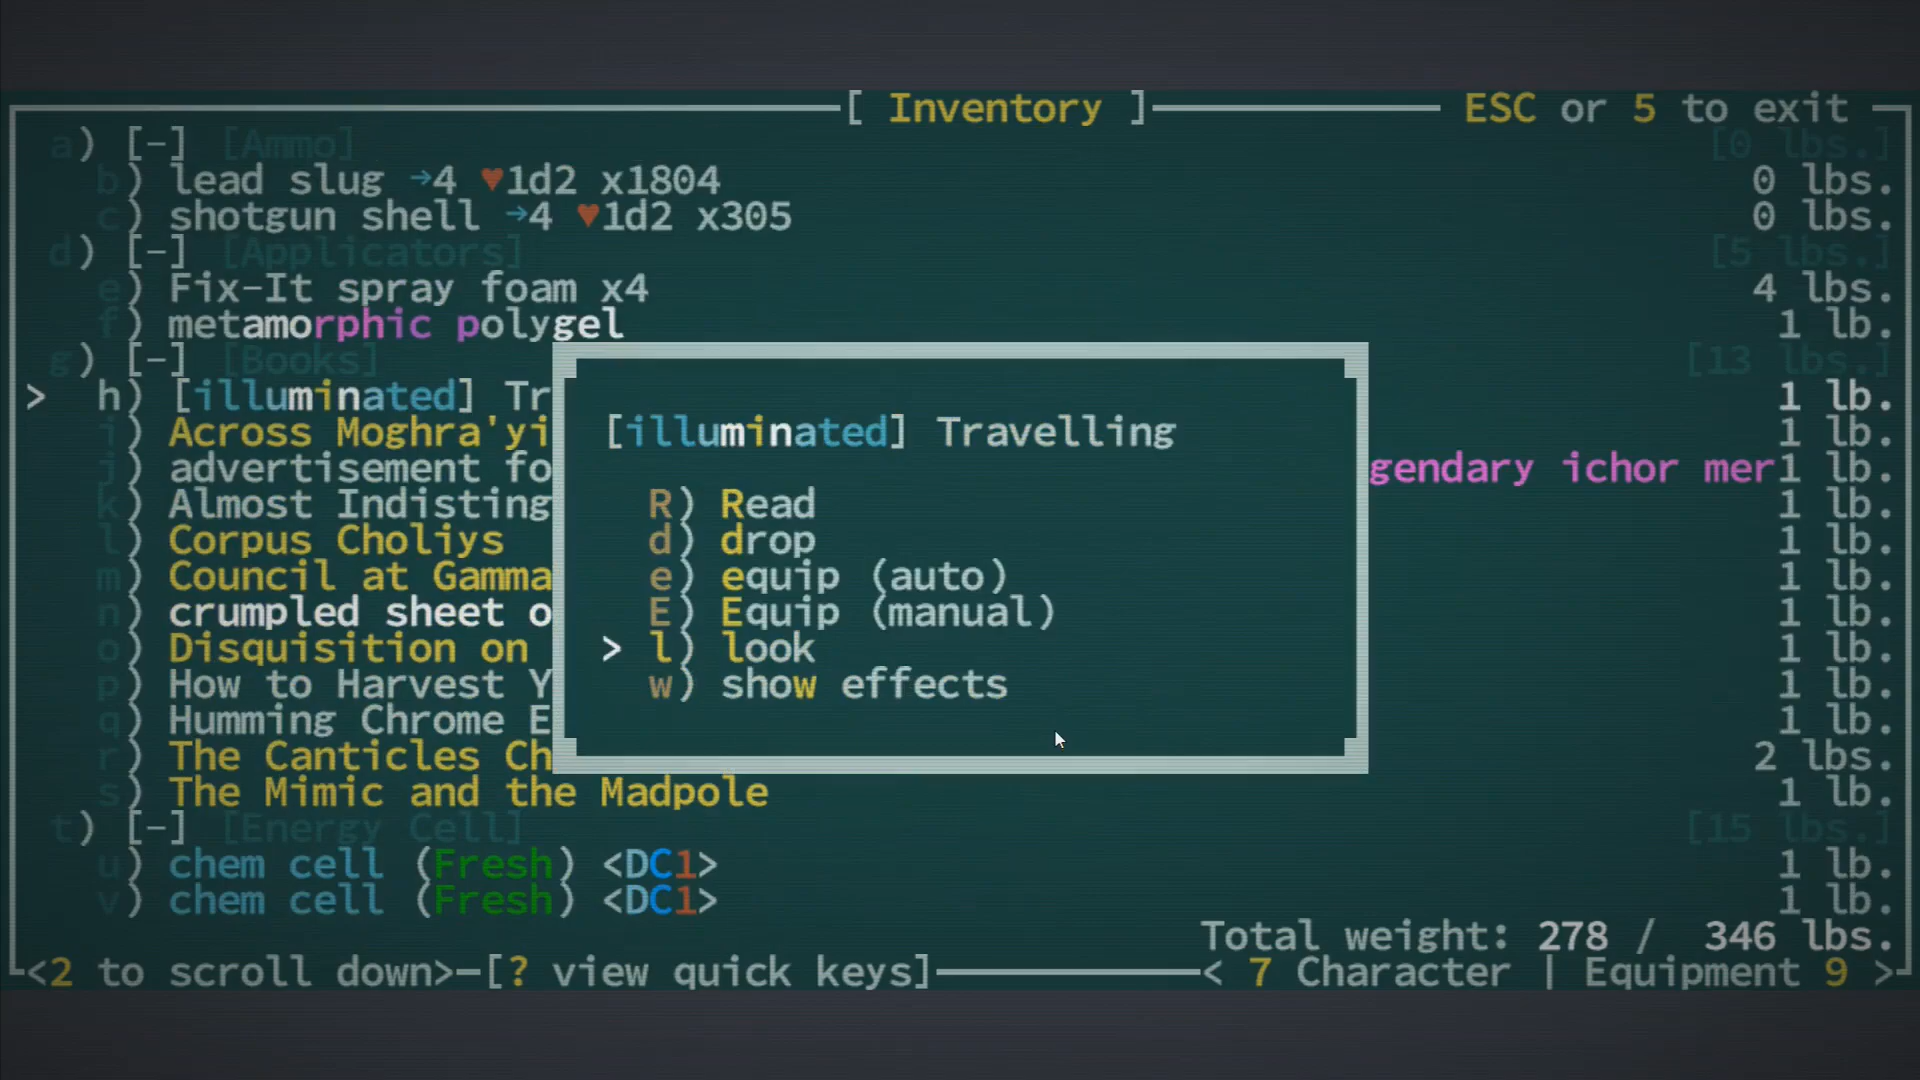 [ Inventory ] ESC or 5 to exit
a) [-] [Ammo] [0 lbs.]
b) lead slug →4 ♥1d2 x1804 0 lbs.
c) shotgun shell →4 ♥1d2 x305 0 lbs.
d) [-] [Applicators] [5 lbs.]
e) Fix-It spray foam x4 4 lbs.
f) metamorphic polygel 1 lb.
g) [-] [Books] [13 lbs.]
> h) [illuminated] Tr 1 lb.
i) Across Moghra'yi 1 lb.
j) advertisement fo gendary ichor mer 1 lb.
k) Almost Indisting 1 lb.
l) Corpus Choliys 1 lb.
m) Council at Gamma 1 lb.
n) crumpled sheet o 1 lb.
o) Disquisition on 1 lb.
p) How to Harvest Y 1 lb.
q) Humming Chrome E 1 lb.
r) The Canticles Ch 2 lbs.
s) The Mimic and the Madpole 1 lb.
t) [-] [Energy Cell] [15 lbs.]
u) chem cell (Fresh) <DC1> 1 lb.
v) chem cell (Fresh) <DC1> 1 lb.
[illuminated] Travelling
R) Read
d) drop
e) equip (auto)
E) Equip (manual)
> l) look
w) show effects
Total weight: 278 / 346 lbs.
<2 to scroll down> [? view quick keys] < 7 Character | Equipment 9 >